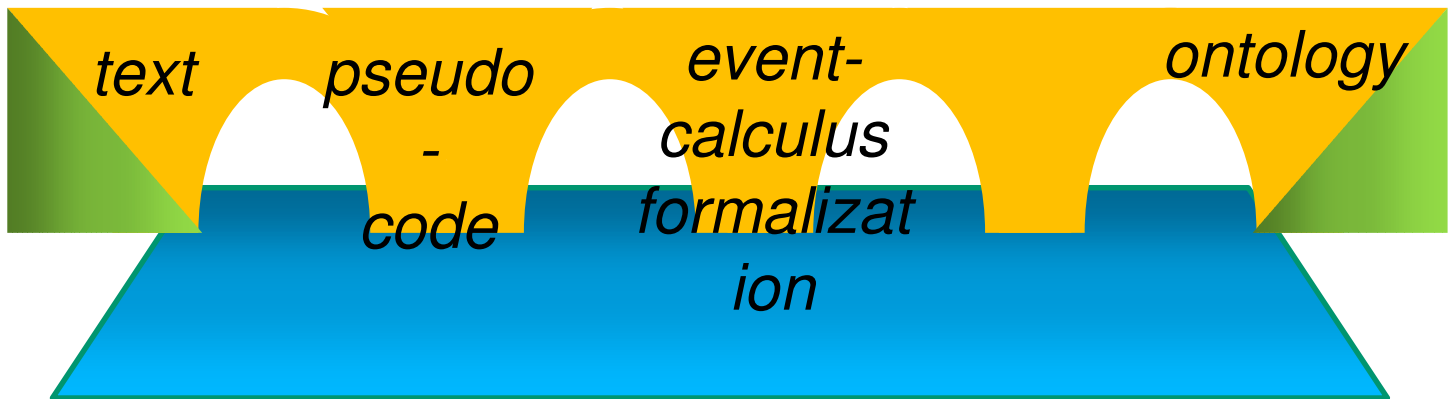 text
pseudo
-
code
event-
calculus
formalizat
ion
ontology